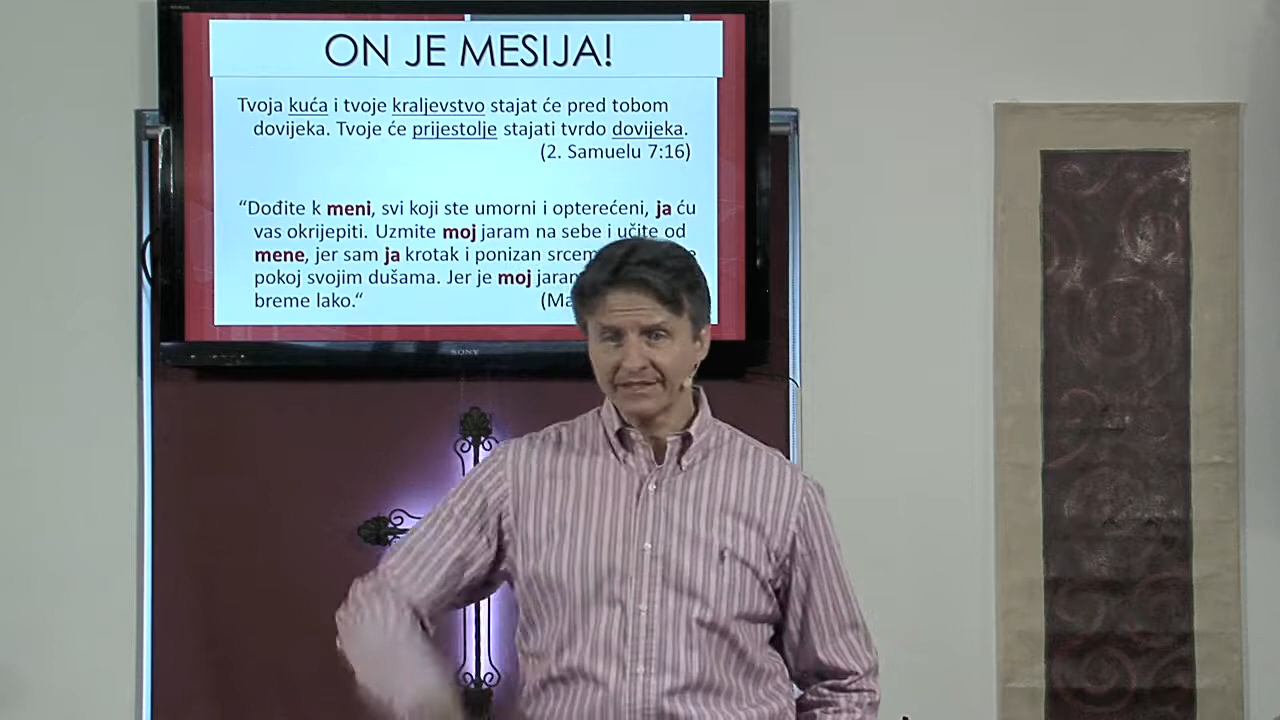 ON JE MESIJA!
Tvoja kuća i tvoje kraljevstvo stajat će pred tobom
dovijeka. Tvoje će prijestolje stajati tvrdo dovijeka.
(2. Samuelu 7:16)
“Dođite k meni, svi koji ste umorni i opterećeni, ja ću
vas okrijepiti. Uzmite moj jaram na sebe i učite od
mene, jer sam ja krotak i ponizan srcem
pokoj svojim dušama. Jer je moj jaram
breme lako.“
SONY